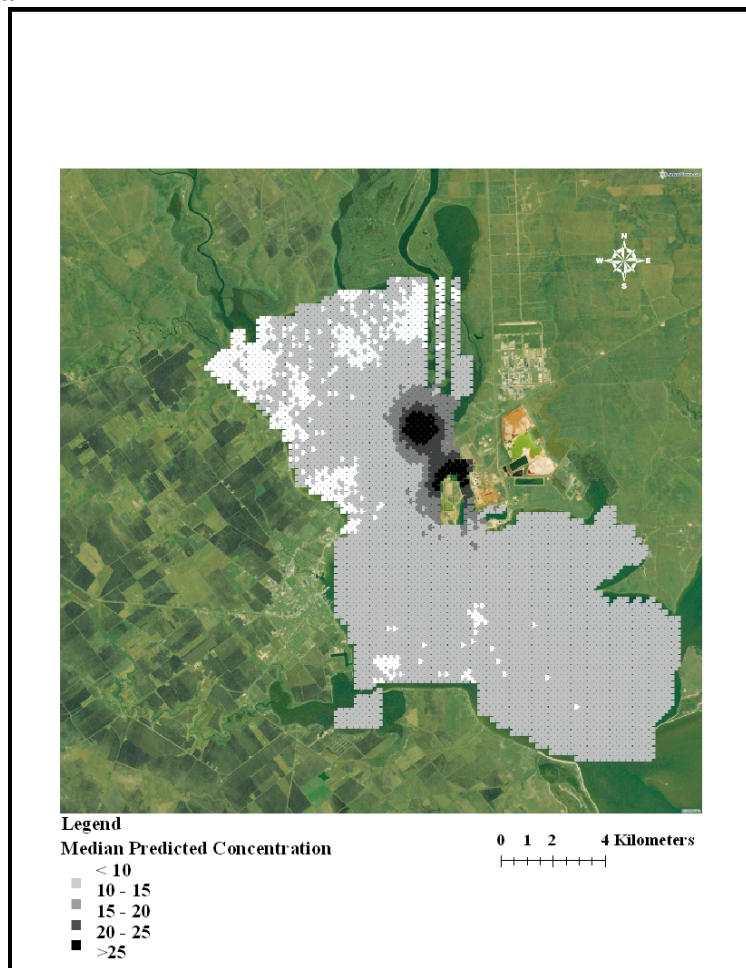 N
W E
S
Legend
Median Predicted Concentration
< 10
10 - 15
15 - 20
20 - 25
>25
0 1 2 4 Kilometers